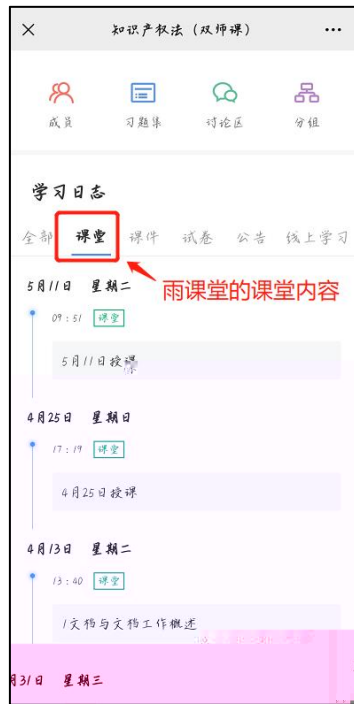 知识产权法（双师课）
成员 习题集 讨论区 分组
学习日志
全部 课堂 课件 试卷 公告 线上学习
5月11日 星期二
雨课堂的课堂内容
09:51 课堂
5月11日授课
4月25日 星期日
17:19 课堂
4月25日授课
4月13日 星期二
13:40 课堂
1文档与文档工作概述
月31日 星期三